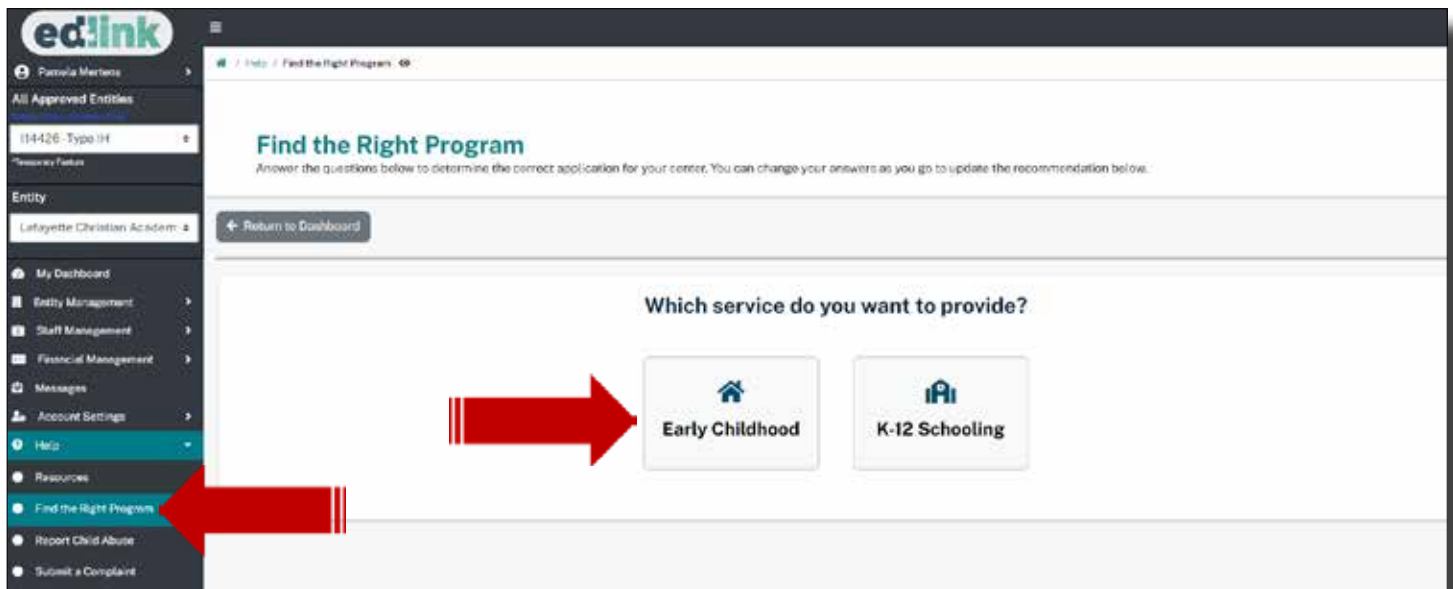 ed:link
Pamela Mertens
/ Help / Find the Right Program
All Approved Entities
114426 -Type IH
*Temporary Feature
Find the Right Program
Answer the questions below to determine the correct application for your center. You can change your answers as you go to update the recommendation below.
Entity
Lafayette Christian Academ
Return to Dashboard
My Dashboard
Entity Management
Staff Management
Financial Management
Messages
Account Settings
Help
Resources
Find the Right Program
Report Child Abuse
Submit a Complaint
Which service do you want to provide?
Early Childhood
K-12 Schooling